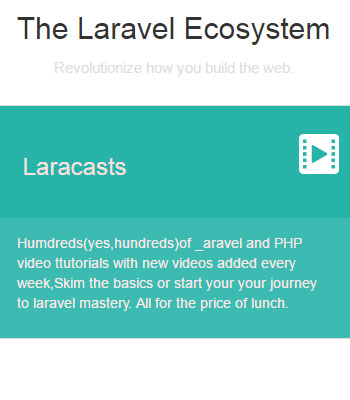 The Laravel Ecosystem
Revolutionize how you build the web.
Laracasts
Humdreds(yes,hundreds)of _aravel and PHP
video ttutorials with new videos added every
week,Skim the basics or start your your journey
to laravel mastery. All for the price of lunch.